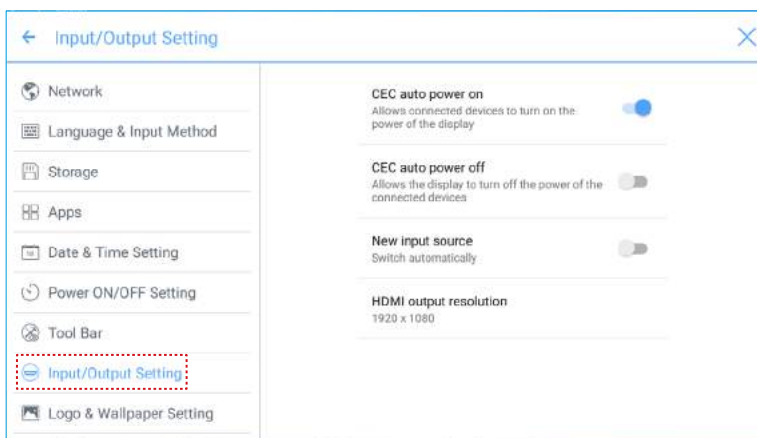 Input/Output Setting
Network
Language & Input Method
Storage
Apps
Date & Time Setting
Power ON/OFF Setting
Tool Bar
Input/Output Setting
Logo & Wallpaper Setting
CEC auto power on
Allows connected devices to turn on the
power of the display
CEC auto power off
Allows the display to turn off the power of the
connected devices
New input source
Switch automatically
HDMI output resolution
1920 x 1080